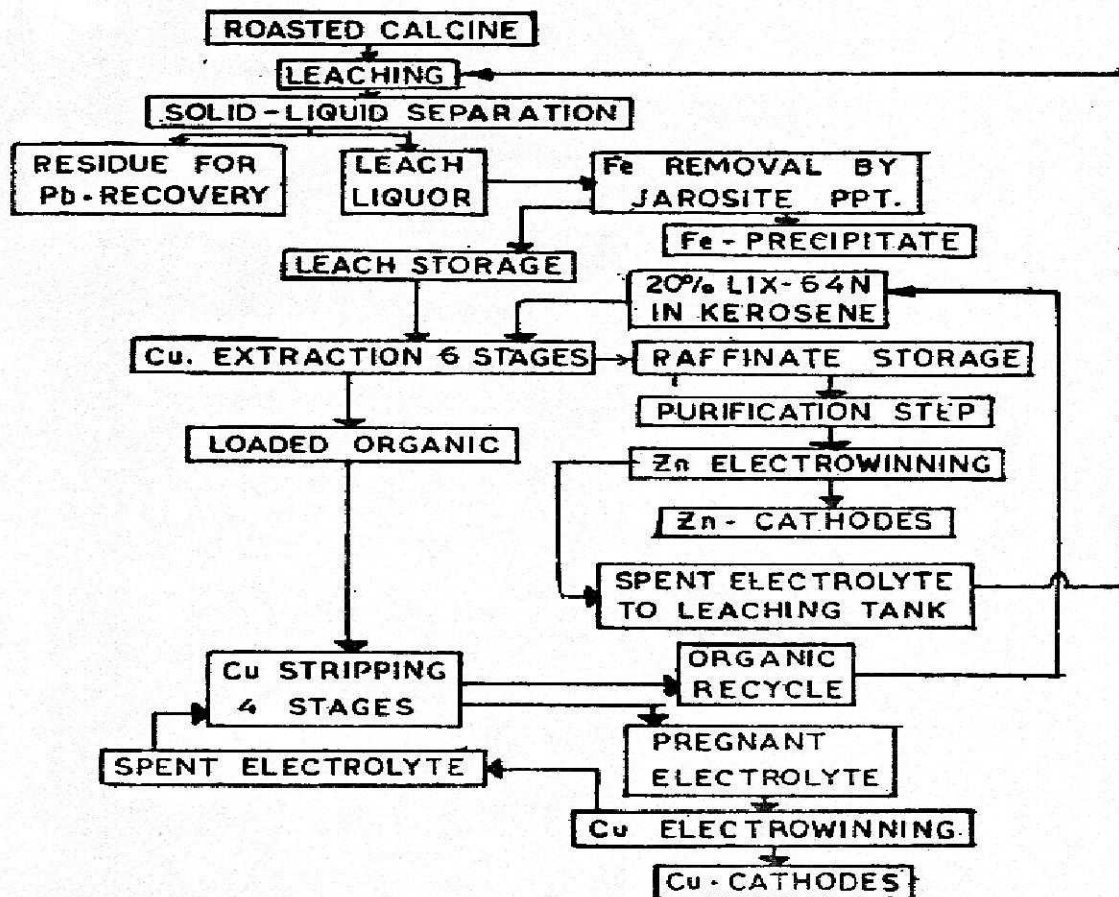 ROASTED CALCINE
LEACHING
SOLID-LIQUID SEPARATION
RESIDUE FOR
Pb-RECOVERY
LEACH
LIQUOR
Fe REMOVAL BY
JAROSITE PPT.
Fe-PRECIPITATE
LEACH STORAGE
20% LIX-64N
IN KEROSENE
Cu. EXTRACTION 6 STAGES
RAFFINATE STORAGE
PURIFICATION STEP
LOADED ORGANIC
Zn ELECTROWINNING
Zn-CATHODES
SPENT ELECTROLYTE
TO LEACHING TANK
Cu STRIPPING
4 STAGES
ORGANIC
RECYCLE
PREGNANT
ELECTROLYTE
SPENT ELECTROLYTE
Cu ELECTROWINNING.
Cu-CATHODES